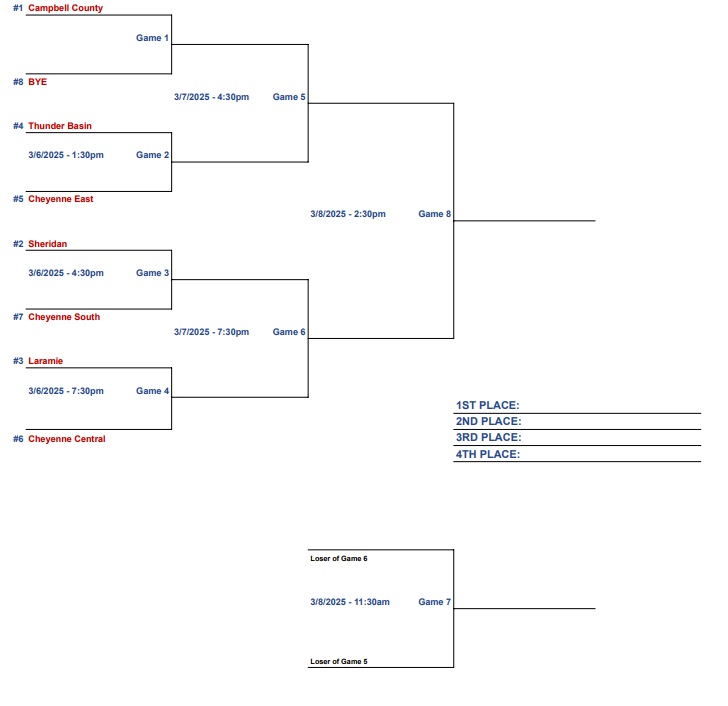 #1 Campbell County
Game 1
#8 BYE
3/7/2025 - 4:30pm Game 5
#4 Thunder Basin
3/6/2025 - 1:30pm Game 2
#5 Cheyenne East
3/8/2025 - 2:30pm Game 8
#2 Sheridan
3/6/2025 - 4:30pm Game 3
#7 Cheyenne South
3/7/2025 - 7:30pm Game 6
#3 Laramie
3/6/2025 - 7:30pm Game 4
#6 Cheyenne Central
1ST PLACE:
2ND PLACE:
3RD PLACE:
4TH PLACE:
Loser of Game 6
3/8/2025 - 11:30am Game 7
Loser of Game 5